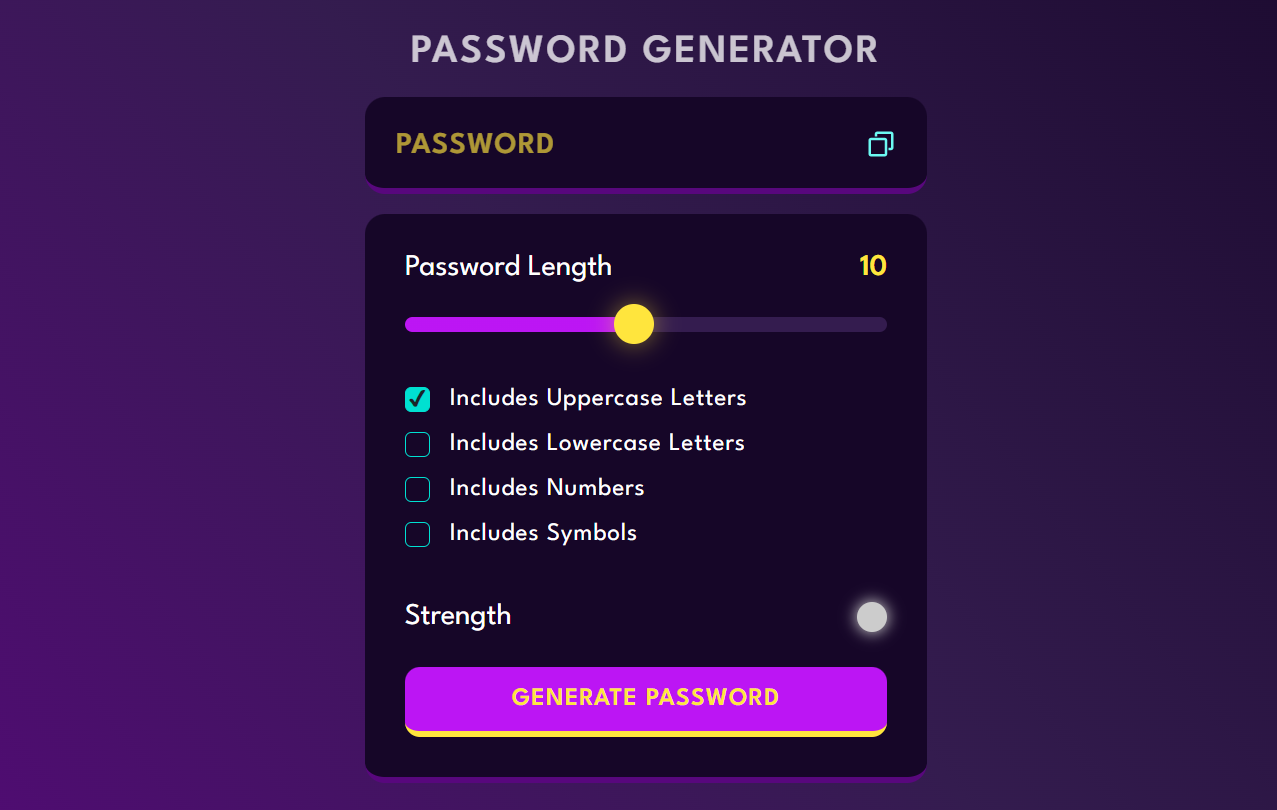 PASSWORD GENERATOR
PASSWORD
Password Length 10
Includes Uppercase Letters
Includes Lowercase Letters
Includes Numbers
Includes Symbols
Strength
GENERATE PASSWORD